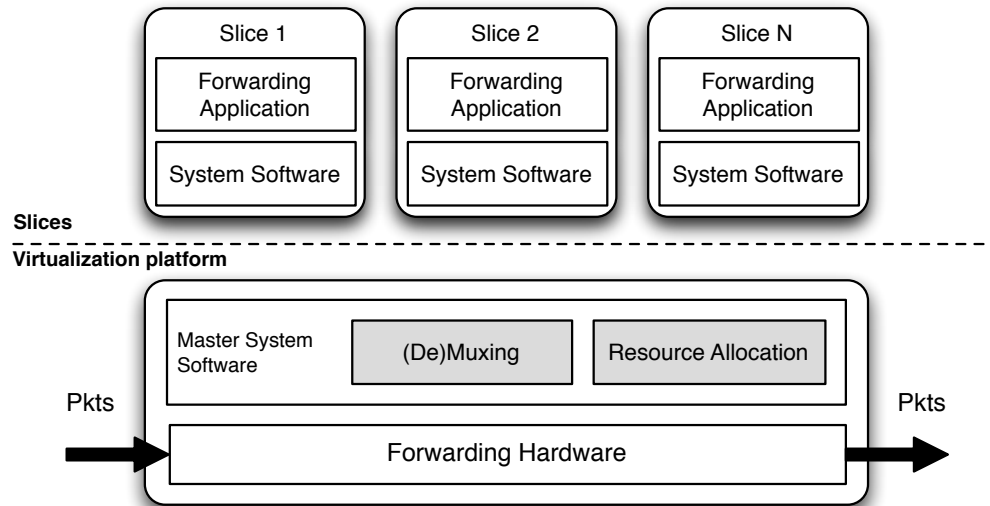 Slice 1
Slice 2
Slice N
Forwarding
Application
Forwarding
Application
Forwarding
Application
System Software
System Software
System Software
Slices
Virtualization platform
Master System
Software
(De)Muxing
Resource Allocation
Pkts
Pkts
Forwarding Hardware